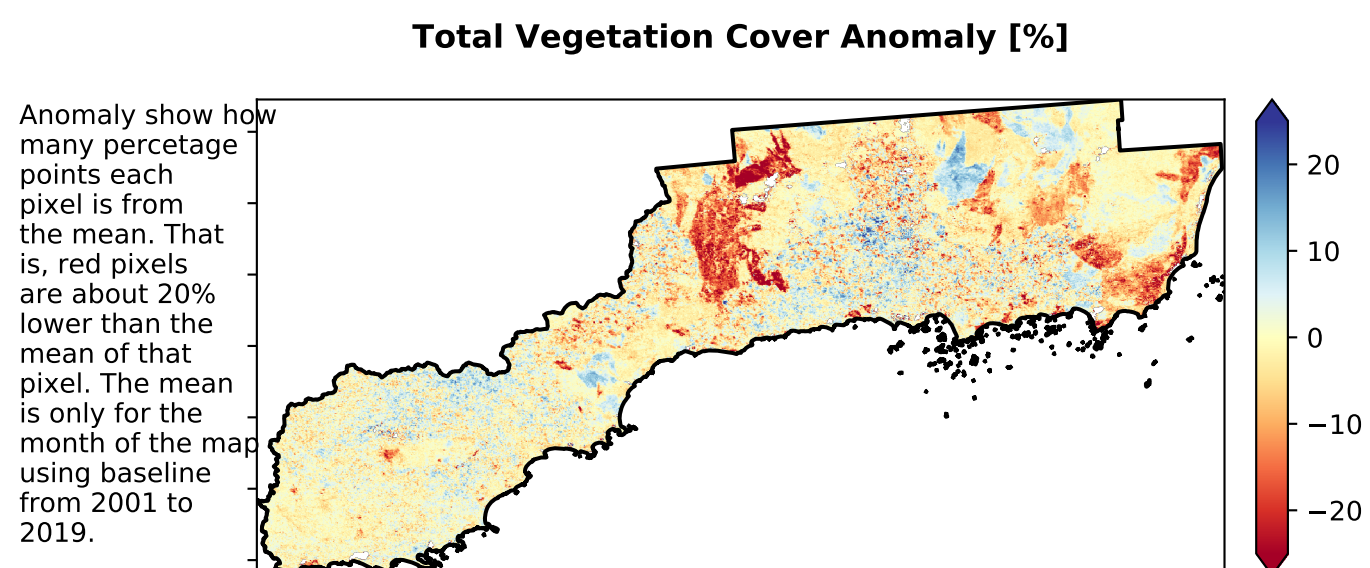 Total Vegetation Cover Anomaly [%]
Anomaly show how
many percetage
points each
pixel is from
the mean. That
is, red pixels
are about 20%
lower than the
mean of that
pixel. The mean
is only for the
month of the map
using baseline
from 2001 to
2019.
20
10
0
−10
−20